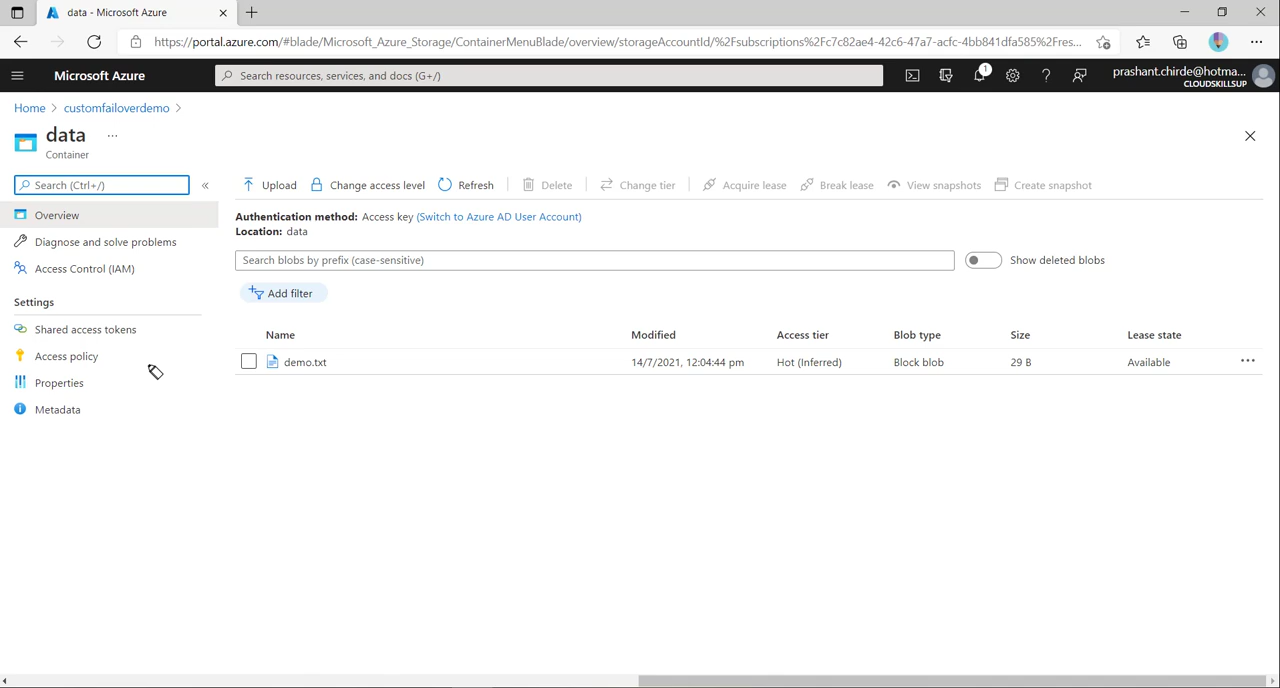 data - Microsoft Azure
https://portal.azure.com/#blade/Microsoft_Azure_Storage/ContainerMenuBlade/overview/storageAccountId/%2Fsubscriptions%2Fc7c82ae4-42c6-47a7-acfc-4bb841dfa585%2Fres...
Microsoft Azure
Search resources, services, and docs (G+/)
1
prashant.chirde@hotma...
CLOUDSKILLSUP
Home > customfailoverdemo >
data ...
Container
Search (Ctrl+/)
«
Overview
Diagnose and solve problems
Access Control (IAM)
Settings
Shared access tokens
Access policy
Properties
Metadata
Upload Change access level Refresh Delete Change tier Acquire lease Break lease View snapshots Create snapshot
Authentication method: Access key (Switch to Azure AD User Account)
Location: data
Search blobs by prefix (case-sensitive)
Show deleted blobs
Add filter
Name Modified Access tier Blob type Size Lease state
demo.txt 14/7/2021, 12:04:44 pm Hot (Inferred) Block blob 29 B Available ...